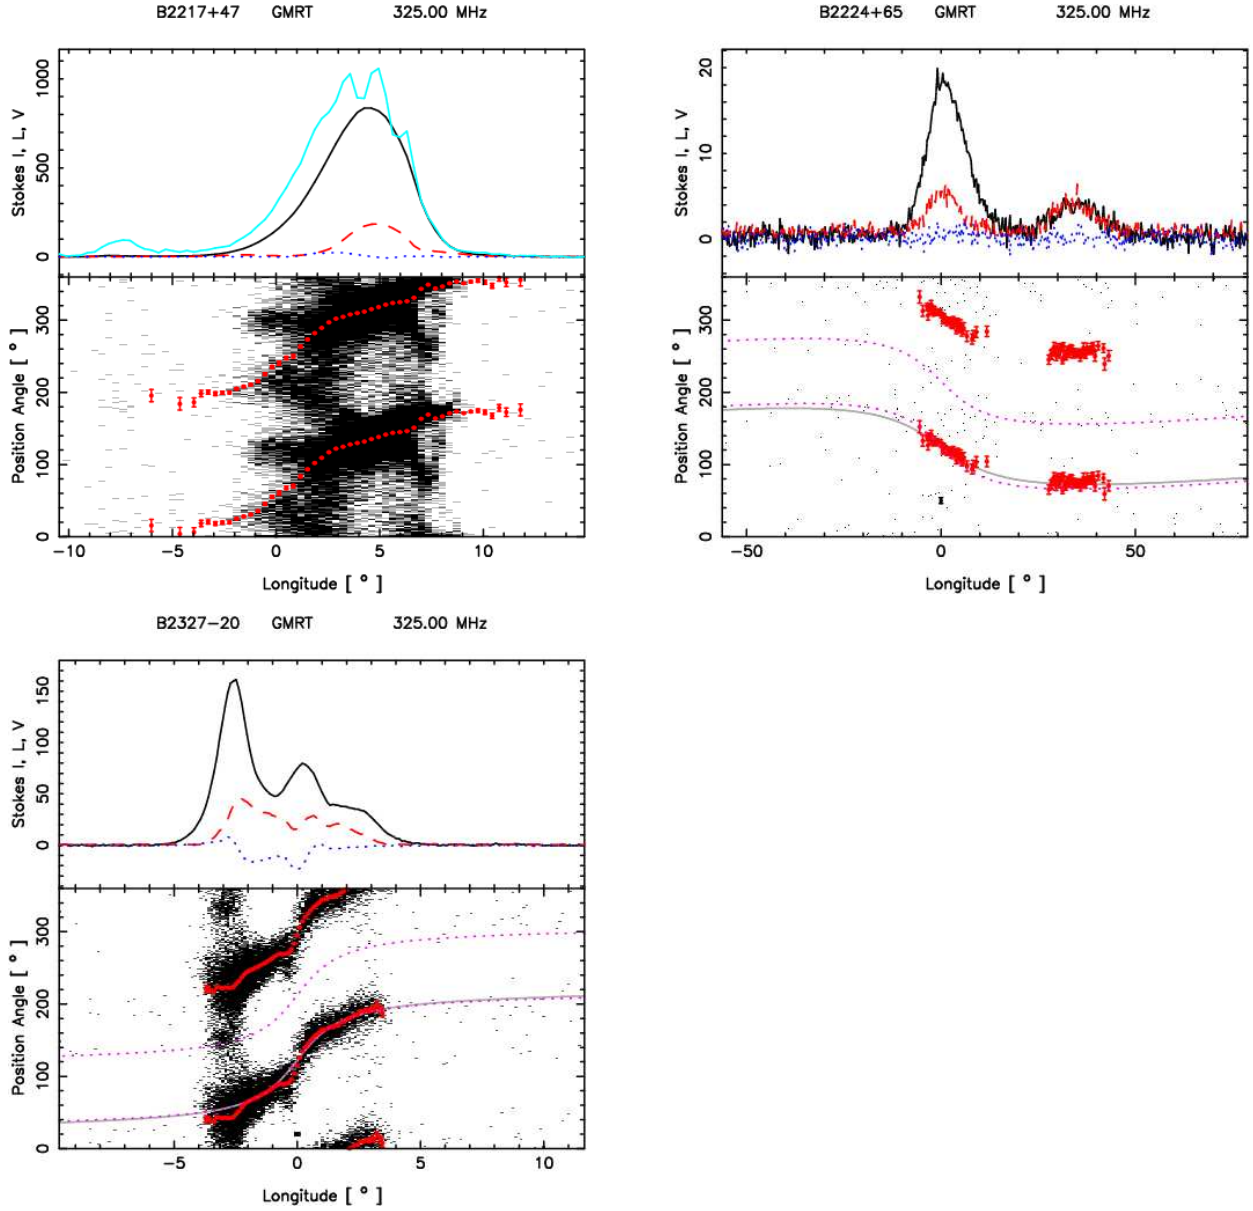 B2217+47 GMRT 325.00 MHz
Stokes I, L, V
0 500 1000
Position Angle [ ° ]
0 100 200 300
-10 -5 0 5 10
Longitude [ ° ]
B2224+65 GMRT 325.00 MHz
Stokes I, L, V
0 10 20
Position Angle [ ° ]
0 100 200 300
-50 0 50
Longitude [ ° ]
B2327-20 GMRT 325.00 MHz
Stokes I, L, V
0 50 100 150
Position Angle [ ° ]
0 100 200 300
-5 0 5 10
Longitude [ ° ]